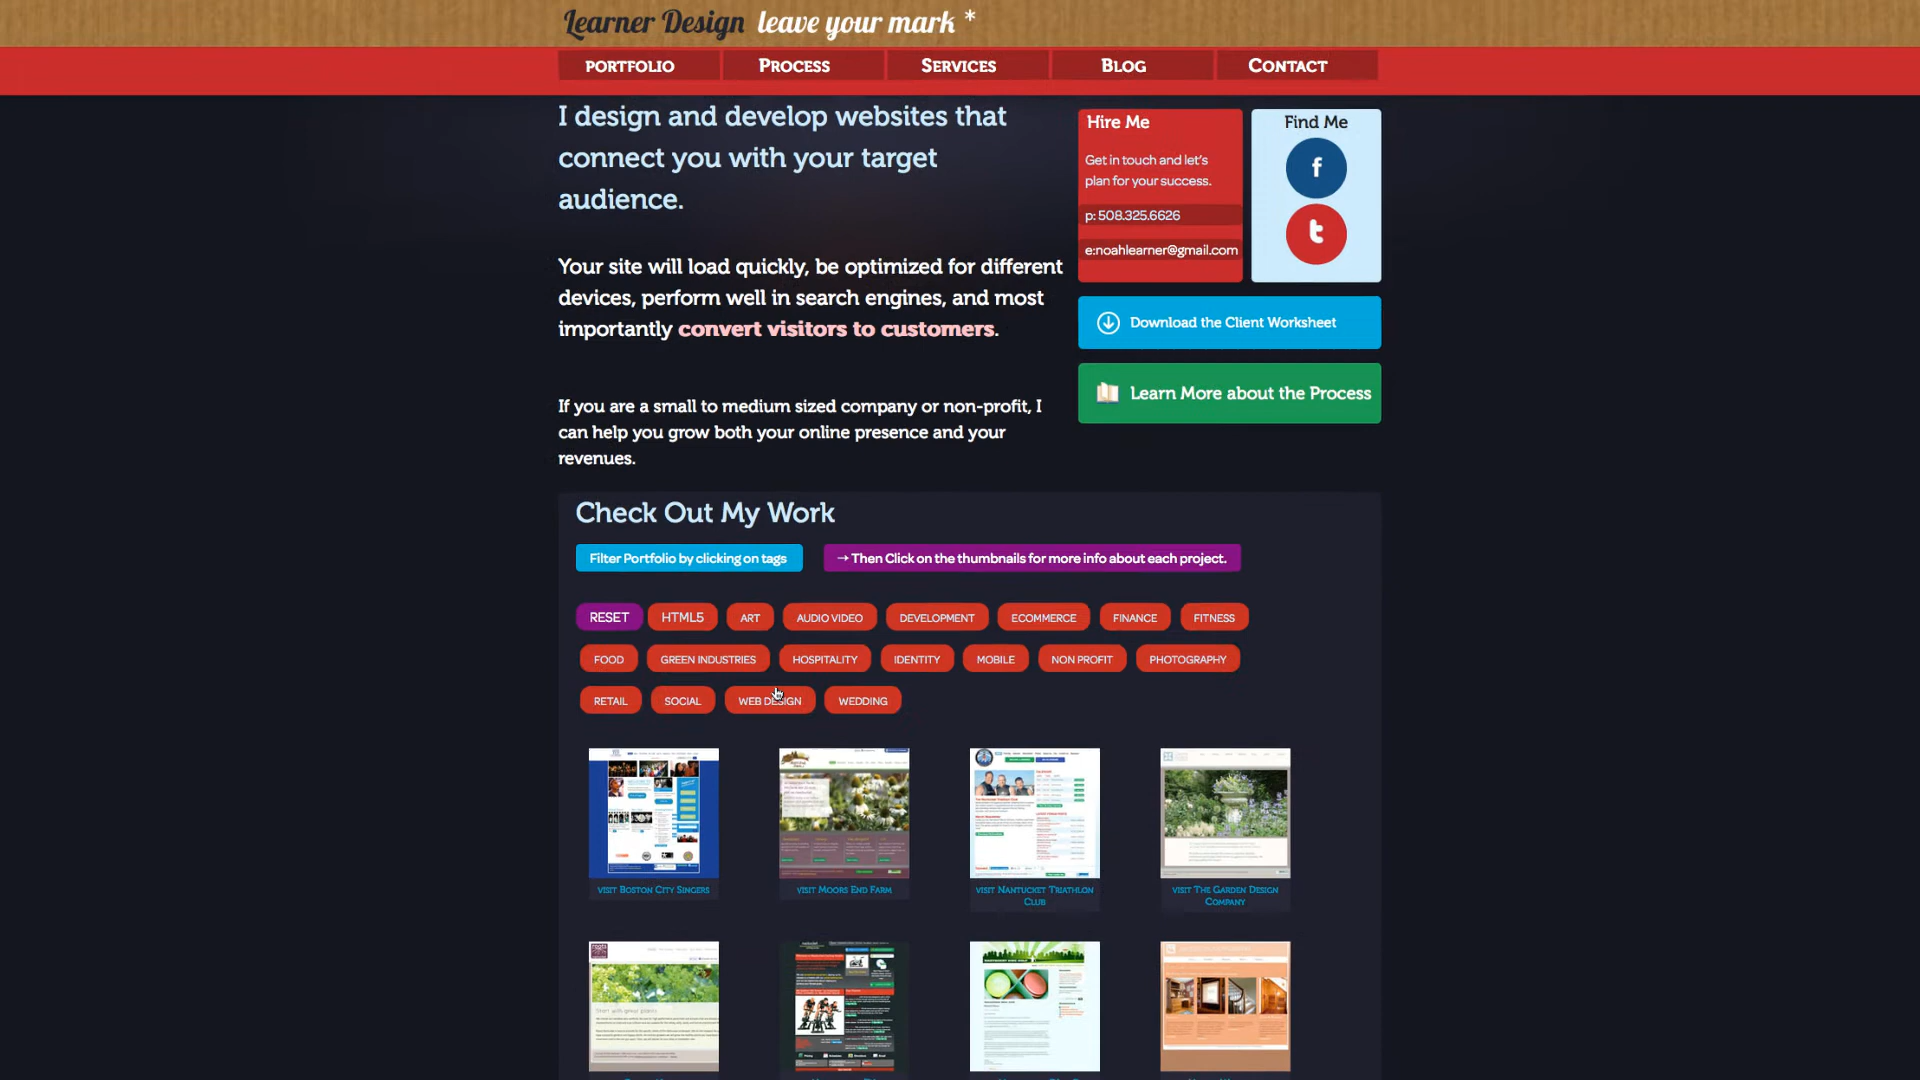 Learner Design leave your mark *
PORTFOLIO PROCESS SERVICES BLOG CONTACT
I design and develop websites that
connect you with your target
audience.
Your site will load quickly, be optimized for different
devices, perform well in search engines, and most
importantly convert visitors to customers.
If you are a small to medium sized company or non-profit, I
can help you grow both your online presence and your
revenues.
Hire Me
Get in touch and let's
plan for your success.
p: 508.325.6626
e:noahlearner@gmail.com
Find Me
f
t
Download the Client Worksheet
Learn More about the Process
Check Out My Work
Filter Portfolio by clicking on tags
→ Then Click on the thumbnails for more info about each project.
RESET HTML5 ART AUDIO VIDEO DEVELOPMENT ECOMMERCE FINANCE FITNESS
FOOD GREEN INDUSTRIES HOSPITALITY IDENTITY MOBILE NON PROFIT PHOTOGRAPHY
RETAIL SOCIAL WEB DESIGN WEDDING
VISIT BOSTON CITY SINGERS
VISIT MOORS END FARM
VISIT NANTUCKET TRIATHLON
CLUB
VISIT THE GARDEN DESIGN
COMPANY